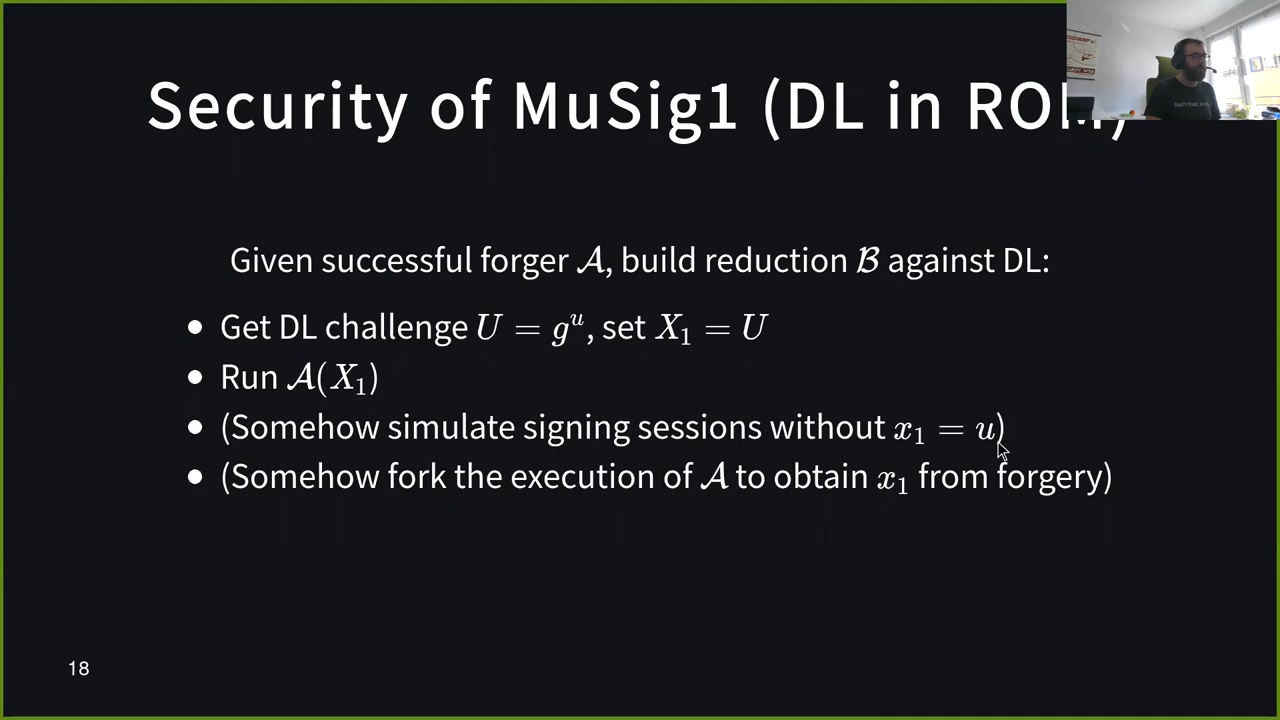 Security of MuSig1 (DL in ROM)
Given successful forger 𝒜, build reduction ℬ against DL:
• Get DL challenge U = g^u, set X₁ = U
• Run 𝒜(X₁)
• (Somehow simulate signing sessions without x₁ = u)
• (Somehow fork the execution of 𝒜 to obtain x₁ from forgery)
18